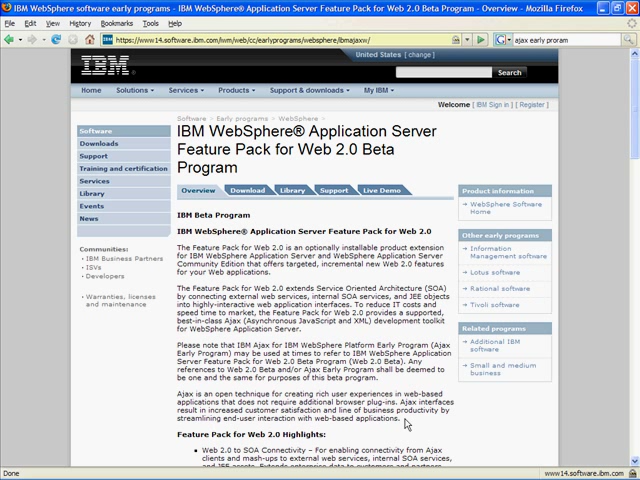 IBM WebSphere software early programs - IBM WebSphere® Application Server Feature Pack for Web 2.0 Beta Program - Overview - Mozilla Firefox
File Edit View History Bookmarks Tools Help
https://www14.software.ibm.com/iwm/web/cc/earlyprograms/websphere/ibmajaxw/
ajax early proram
United States [ change ]
IBM®
Search
Home Solutions Services Products Support & downloads My IBM
Welcome [ IBM Sign in ] [ Register ]
Software > Early programs > WebSphere >
IBM WebSphere® Application Server
Feature Pack for Web 2.0 Beta
Program
Software
Downloads
Support
Training and certification
Services
Library
Events
News
Communities:
· IBM Business Partners
· ISVs
· Developers
· Warranties, licenses
and maintenance
Overview Download Library Support Live Demo
IBM Beta Program
IBM WebSphere® Application Server Feature Pack for Web 2.0
The Feature Pack for Web 2.0 is an optionally installable product extension
for IBM WebSphere Application Server and WebSphere Application Server
Community Edition that offers targeted, incremental new Web 2.0 features
for your Web applications.
The Feature Pack for Web 2.0 extends Service Oriented Architecture (SOA)
by connecting external web services, internal SOA services, and JEE objects
into highly-interactive web application interfaces. To reduce IT costs and
speed time to market, the Feature Pack for Web 2.0 provides a supported,
best-in-class Ajax (Asynchronous JavaScript and XML) development toolkit
for WebSphere Application Server.
Please note that IBM Ajax for IBM WebSphere Platform Early Program (Ajax
Early Program) may be used at times to refer to IBM WebSphere Application
Server Feature Pack for Web 2.0 Beta Program (Web 2.0 Beta). Any
references to Web 2.0 Beta and/or Ajax Early Program shall be deemed to
be one and the same for purposes of this beta program.
Ajax is an open technique for creating rich user experiences in web-based
applications that does not require additional browser plug-ins. Ajax interfaces
result in increased customer satisfaction and line of business productivity by
streamlining end-user interaction with web-based applications.
Feature Pack for Web 2.0 Highlights:
• Web 2.0 to SOA Connectivity – For enabling connectivity from Ajax
clients and mash-ups to external web services, internal SOA services,
and JEE assets. Extends enterprise data to customers and partners
Product information
WebSphere Software
Home
Other early programs
Information
Management software
Lotus software
Rational software
Tivoli software
Related programs
Additional IBM
software
Small and medium
business
Done
www14.software.ibm.com